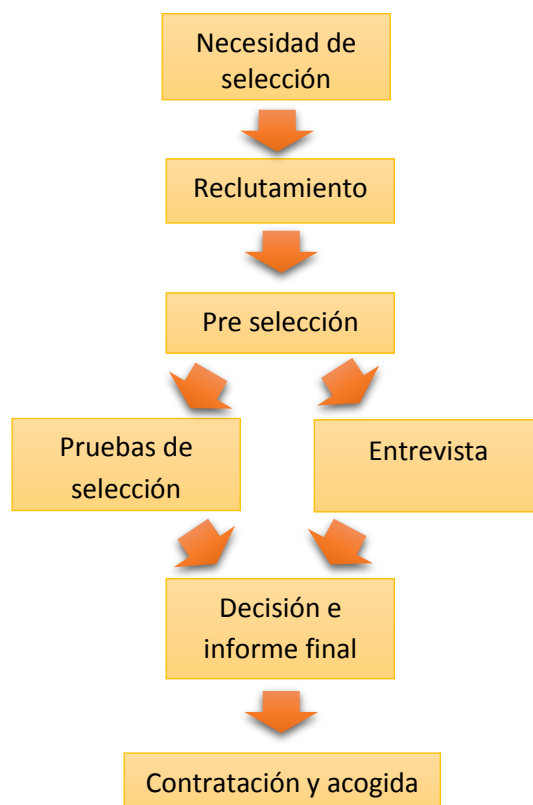 Necesidad de
selección
Reclutamiento
Pre selección
Pruebas de
selección
Entrevista
Decisión e
informe final
Contratación y acogida